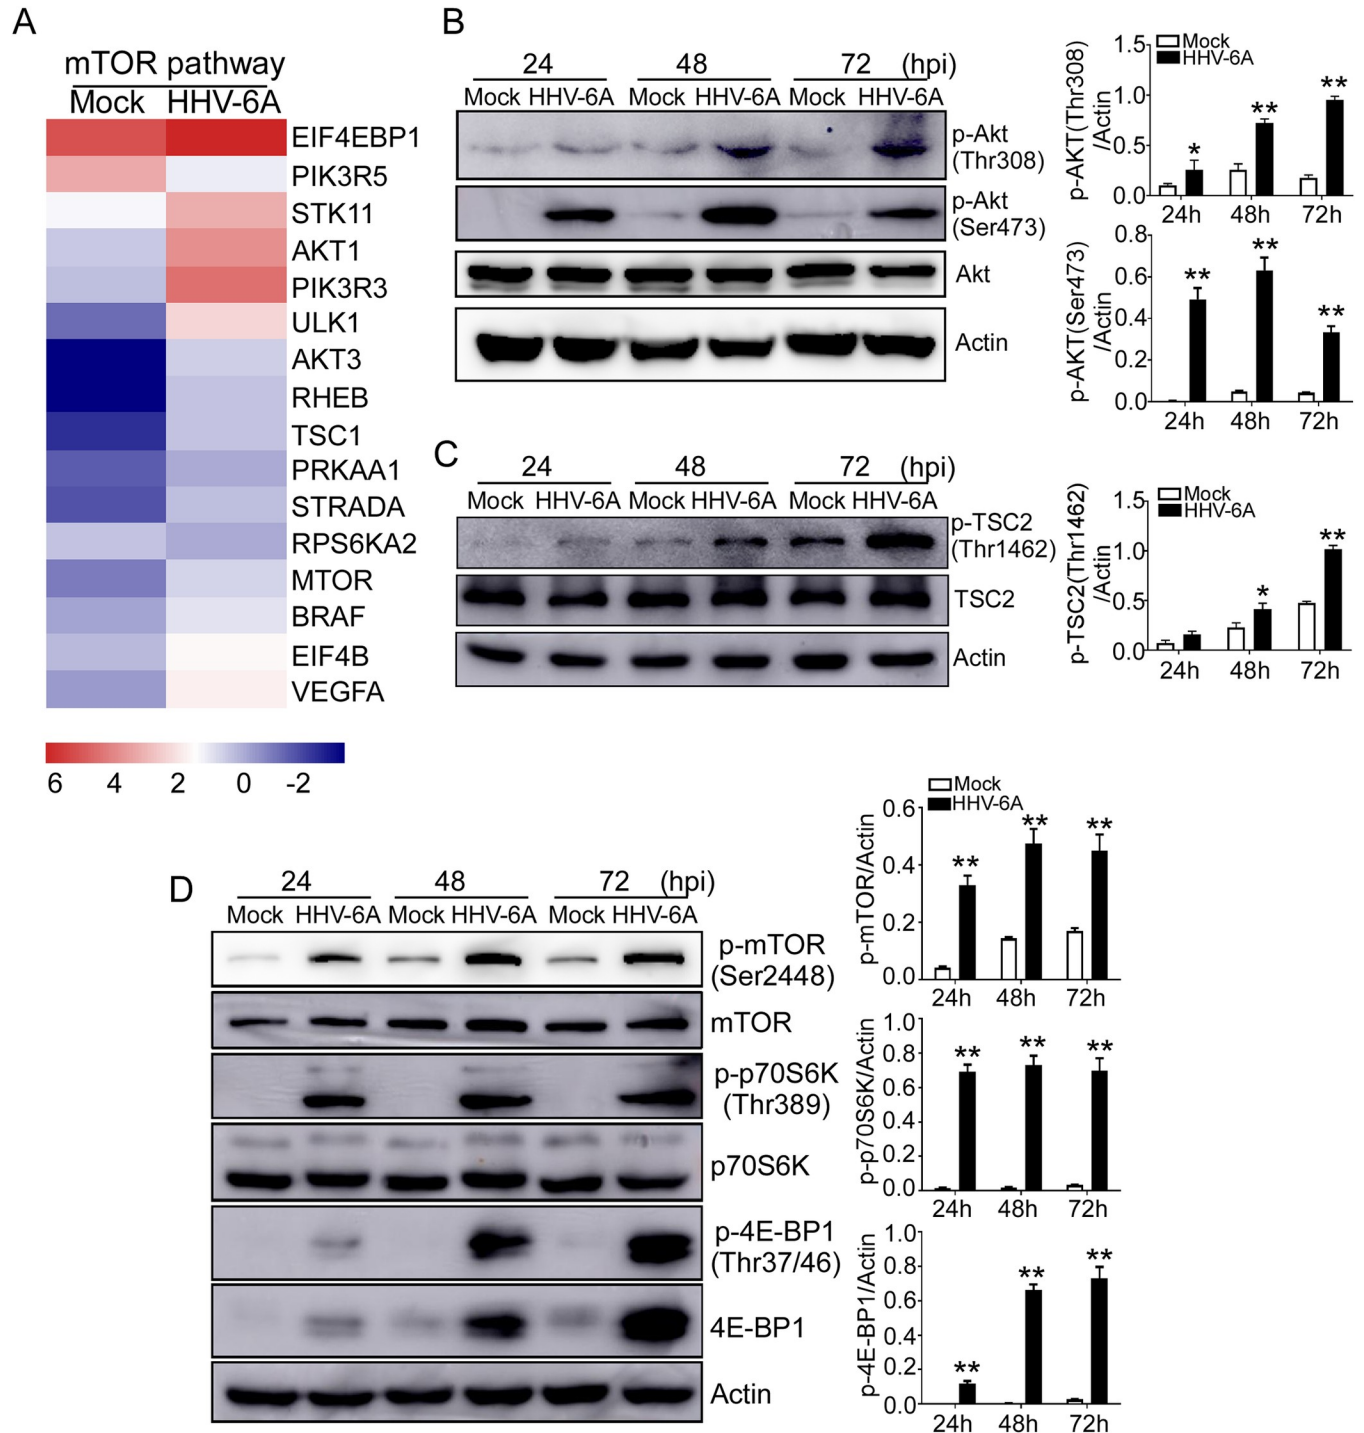 A
mTOR pathway
Mock HHV-6A
EIF4EBP1
PIK3R5
STK11
AKT1
PIK3R3
ULK1
AKT3
RHEB
TSC1
PRKAA1
STRADA
RPS6KA2
MTOR
BRAF
EIF4B
VEGFA
6 4 2 0 -2
B
24 48 72 (hpi)
Mock HHV-6A Mock HHV-6A Mock HHV-6A
p-Akt
(Thr308)
p-Akt
(Ser473)
Akt
Actin
p-AKT(Thr308)
/Actin
Mock
HHV-6A
1.5
1.0
0.5
0.0
* ** **
24h 48h 72h
p-AKT(Ser473)
/Actin
0.8
0.6
0.4
0.2
0.0
** ** **
24h 48h 72h
C
24 48 72 (hpi)
Mock HHV-6A Mock HHV-6A Mock HHV-6A
p-TSC2
(Thr1462)
TSC2
Actin
p-TSC2(Thr1462)
/Actin
Mock
HHV-6A
1.5
1.0
0.5
0.0
* **
24h 48h 72h
D
24 48 72 (hpi)
Mock HHV-6A Mock HHV-6A Mock HHV-6A
p-mTOR
(Ser2448)
mTOR
p-p70S6K
(Thr389)
p70S6K
p-4E-BP1
(Thr37/46)
4E-BP1
Actin
p-mTOR/Actin
Mock
HHV-6A
0.6
0.4
0.2
0.0
** ** **
24h 48h 72h
p-p70S6K/Actin
1.0
0.8
0.6
0.4
0.2
0.0
** ** **
24h 48h 72h
p-4E-BP1/Actin
1.0
0.8
0.6
0.4
0.2
0.0
** ** **
24h 48h 72h